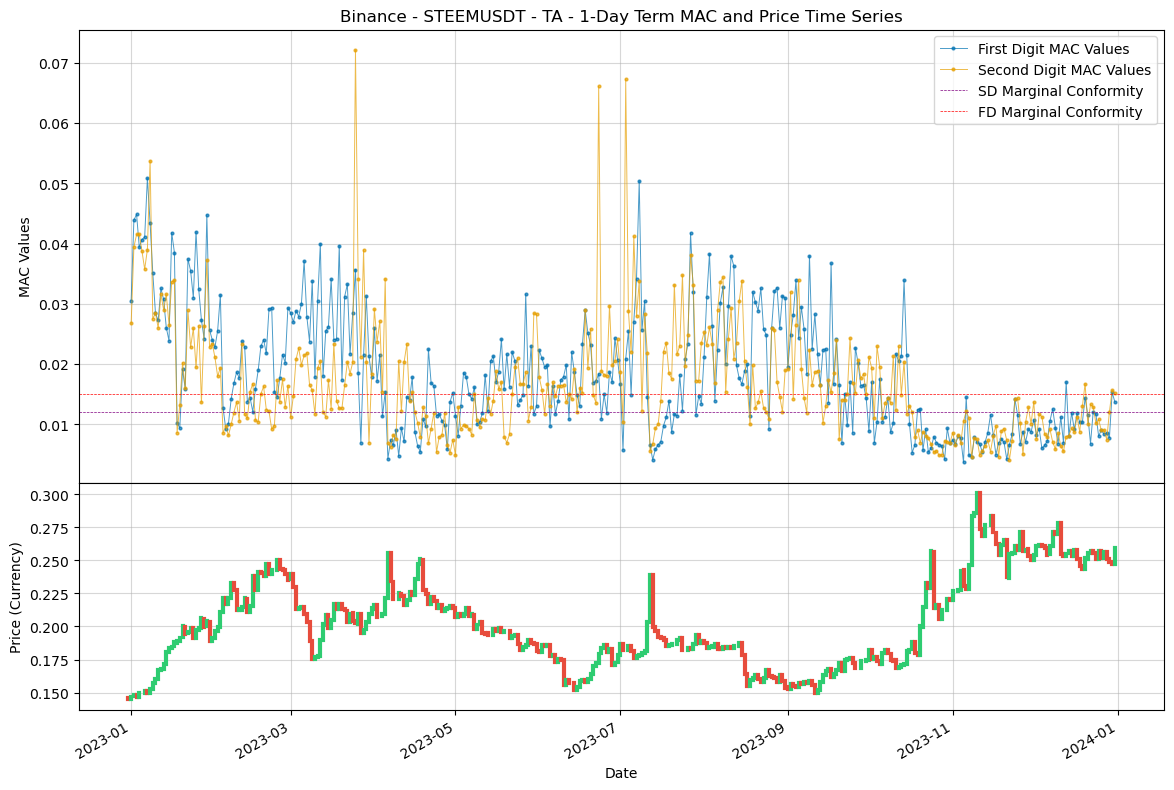 Binance - STEEMUSDT - TA - 1-Day Term MAC and Price Time Series
First Digit MAC Values
Second Digit MAC Values
SD Marginal Conformity
FD Marginal Conformity
MAC Values
0.07
0.06
0.05
0.04
0.03
0.02
0.01
Price (Currency)
0.300
0.275
0.250
0.225
0.200
0.175
0.150
2023-01
2023-03
2023-05
2023-07
2023-09
2023-11
2024-01
Date